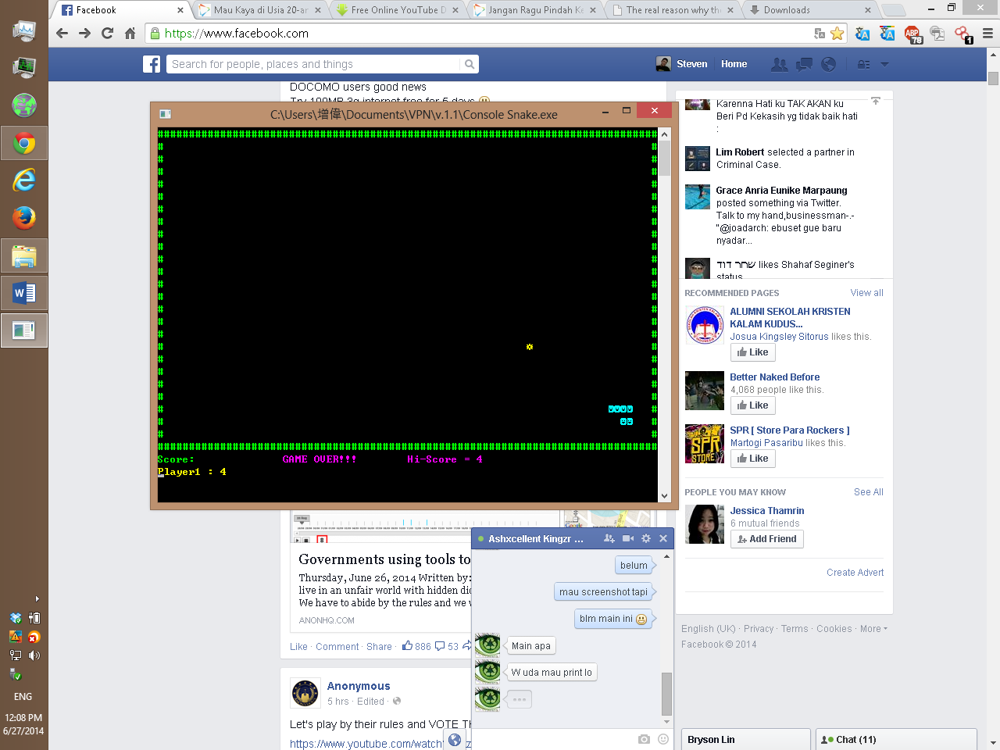 Facebook
Mau Kaya di Usia 20-an
Free Online YouTube D
Jangan Ragu Pindah Ke
The real reason why the
Downloads
https://www.facebook.com
ABP
78
1
Search for people, places and things
Steven
Home
DOCOMO users good news
Try 100MB 3g internet free for 5 days
C:\Users\增偉\Documents\VPN\v.1.1\Console Snake.exe
Score:
GAME OVER!!!
Hi-Score = 4
Player1 : 4
Karenna Hati ku TAK AKAN ku
Beri Pd Kekasih yg tidak baik hati
:
Lim Robert selected a partner in
Criminal Case.
Grace Anria Eunike Marpaung
posted something via Twitter.
Talk to my hand,businessman-.-
"@joadarch: ebuset gue baru
nyadar...
שחר דוד likes Shahaf Seginer's
status
RECOMMENDED PAGES
View all
ALUMNI SEKOLAH KRISTEN
KALAM KUDUS...
Josua Kingsley Sitorus likes this.
Like
Better Naked Before
4,068 people like this.
Like
SPR [ Store Para Rockers ]
Martogi Pasaribu likes this.
Like
SPR
STORE
PEOPLE YOU MAY KNOW
See All
Jessica Thamrin
6 mutual friends
Add Friend
Create Advert
English (UK) · Privacy · Terms · Cookies · More
Facebook © 2014
8
Google
Governments using tools to
Thursday, June 26, 2014 Written by:
live in an unfair world with hidden dic
We have to abide by the rules and we w
ANONHQ.COM
Like · Comment · Share · 886 53
Anonymous
5 hrs · Edited ·
Let's play by their rules and VOTE TH
https://www.youtube.com/watch
Ashxcellent Kingzr ...
belum
mau screenshot tapi
blm main ini
Main apa
W uda mau print lo
Bryson Lin
Chat (11)
ENG
12:08 PM
6/27/2014